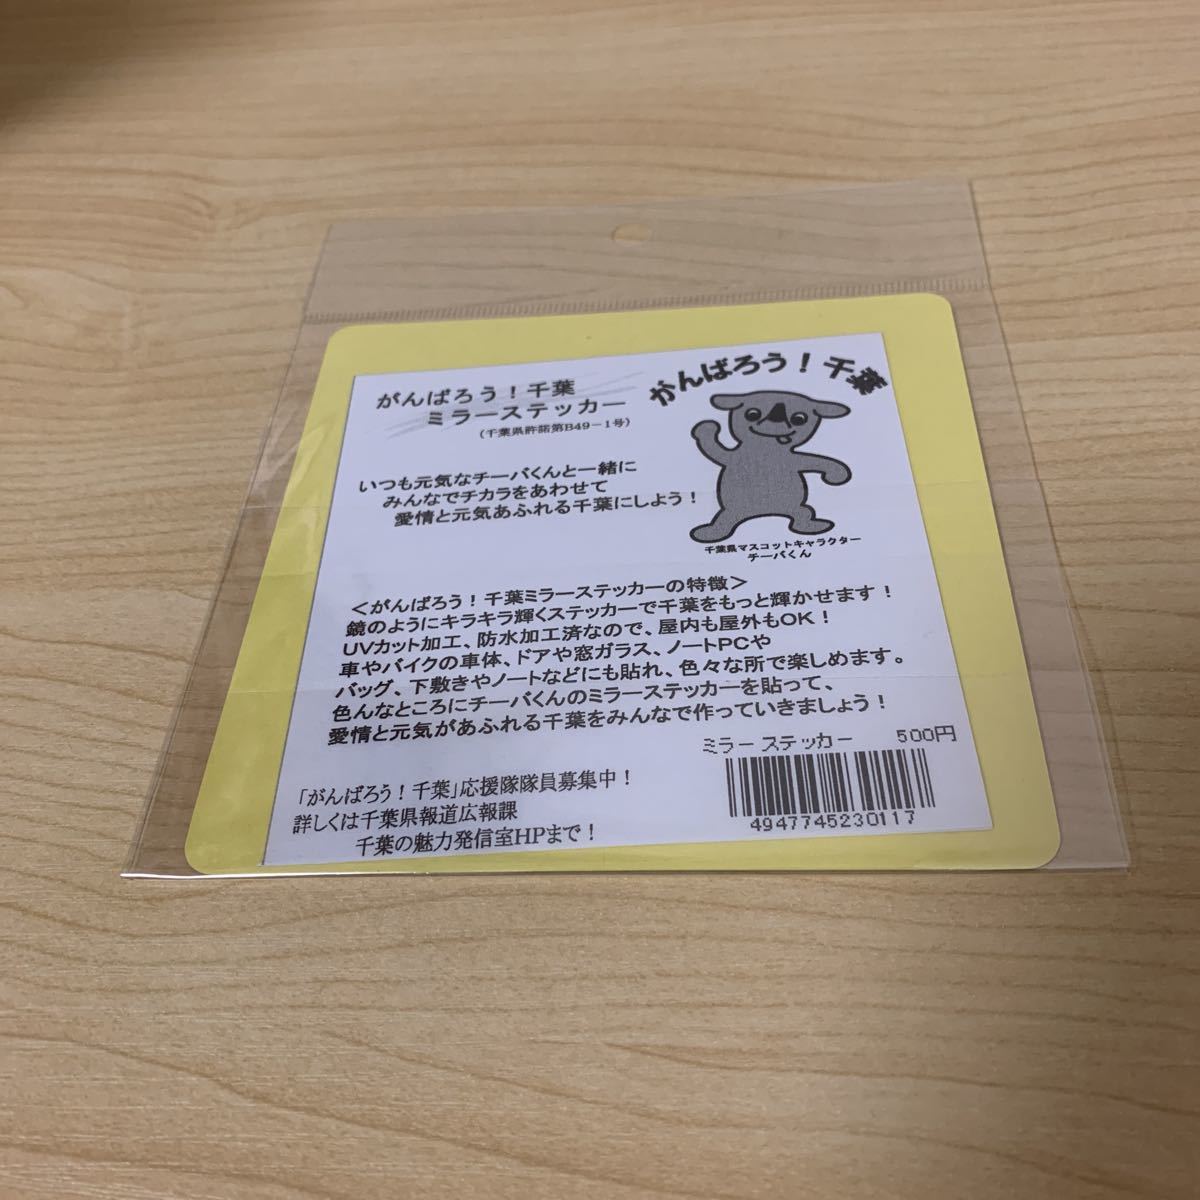 がんばろう！千葉
ミラーステッカー
（千葉県許諾第B49－1号）
がんばろう！千葉
いつも元気なチーバくんと一緒に
みんなでチカラをあわせて
愛情と元気あふれる千葉にしよう！
千葉県マスコットキャラクター
チーバくん
＜がんばろう！千葉ミラーステッカーの特徴＞
鏡のようにキラキラ輝くステッカーで千葉をもっと輝かせます！
UVカット加工、防水加工済なので、屋内も屋外もOK！
車やバイクの車体、ドアや窓ガラス、ノートPCや
バッグ、下敷きやノートなどにも貼れ、色々な所で楽しめます。
色んなところにチーバくんのミラーステッカーを貼って、
愛情と元気があふれる千葉をみんなで作っていきましょう！
ミラー ステッカー 500円
4947745230117
「がんばろう！千葉」応援隊隊員募集中！
詳しくは千葉県報道広報課
千葉の魅力発信室HPまで！